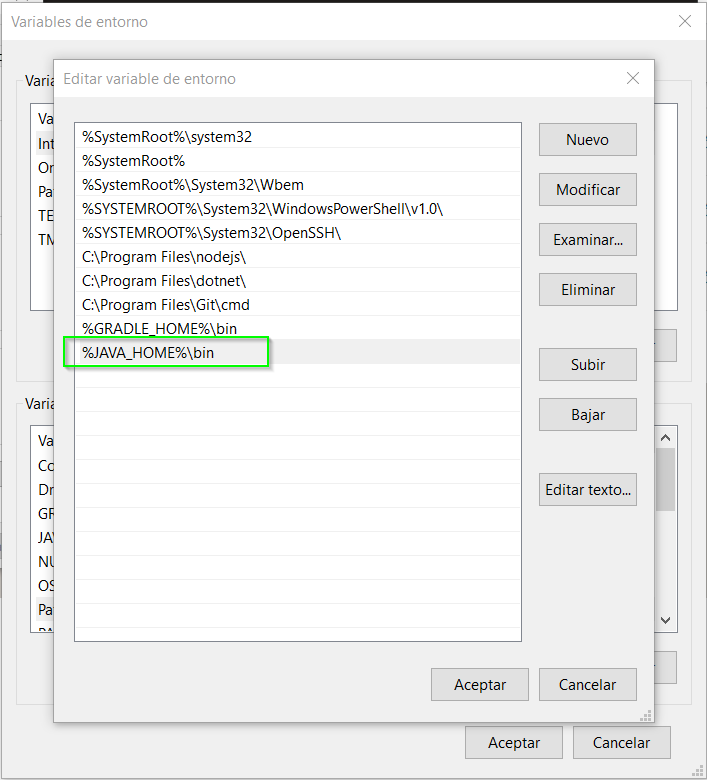 Variables de entorno
Editar variable de entorno
Varia
Va
Int
Or
Pa
TE
TM
%SystemRoot%\system32
%SystemRoot%
%SystemRoot%\System32\Wbem
%SYSTEMROOT%\System32\WindowsPowerShell\v1.0\
%SYSTEMROOT%\System32\OpenSSH\
C:\Program Files\nodejs\
C:\Program Files\dotnet\
C:\Program Files\Git\cmd
%GRADLE_HOME%\bin
%JAVA_HOME%\bin
Nuevo
Modificar
Examinar...
Eliminar
Subir
Bajar
Editar texto...
Varia
Va
Co
Dr
GR
JA
NU
OS
Pa
Aceptar
Cancelar
Aceptar
Cancelar